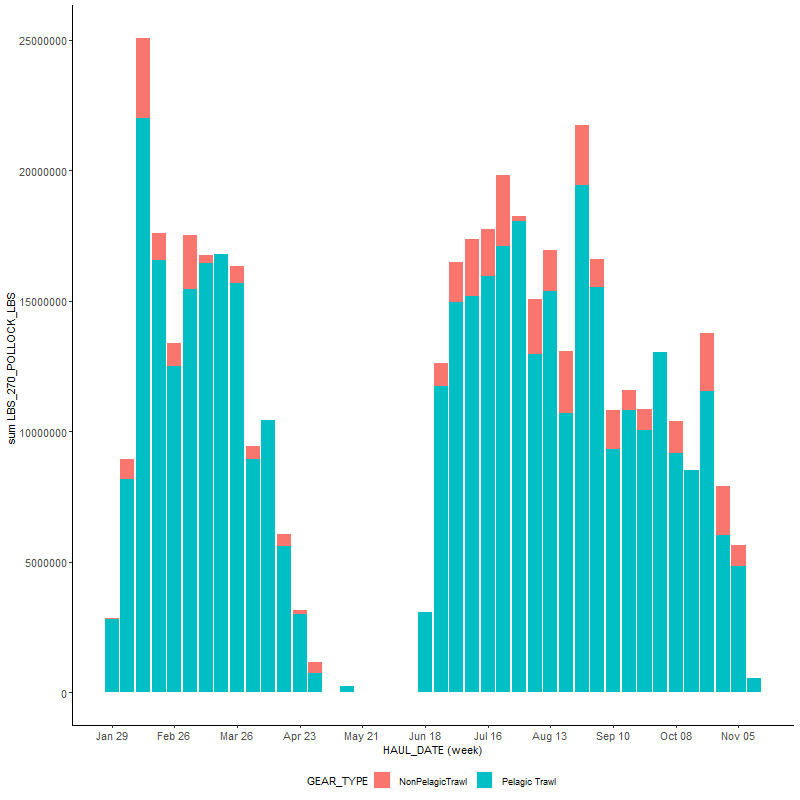 sum LBS_270_POLLOCK_LBS
25000000
20000000
15000000
10000000
5000000
0
Jan 29 Feb 26 Mar 26 Apr 23 May 21 Jun 18 Jul 16 Aug 13 Sep 10 Oct 08 Nov 05
HAUL_DATE (week)
GEAR_TYPE NonPelagicTrawl Pelagic Trawl